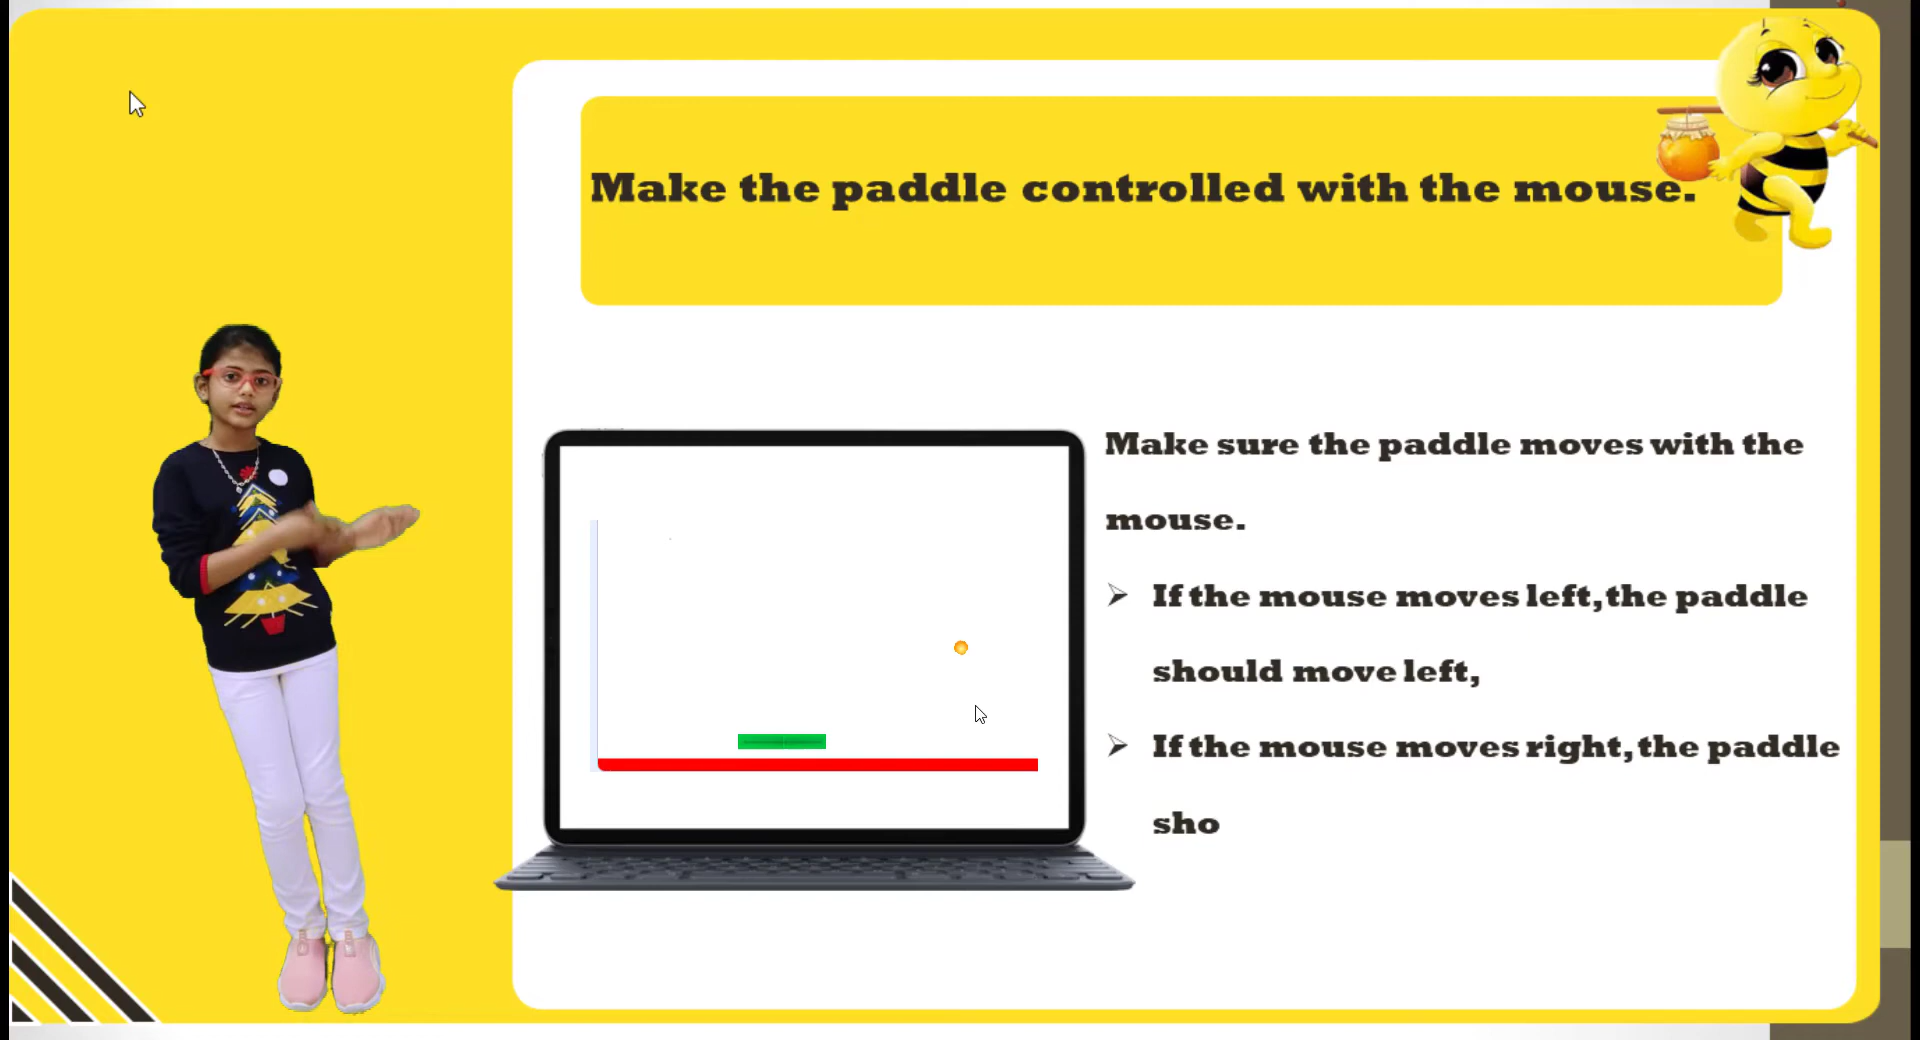 Make the paddle controlled with the mouse.
Make sure the paddle moves with the
mouse.
If the mouse moves left,the paddle
should move left,
If the mouse moves right,the paddle
sho